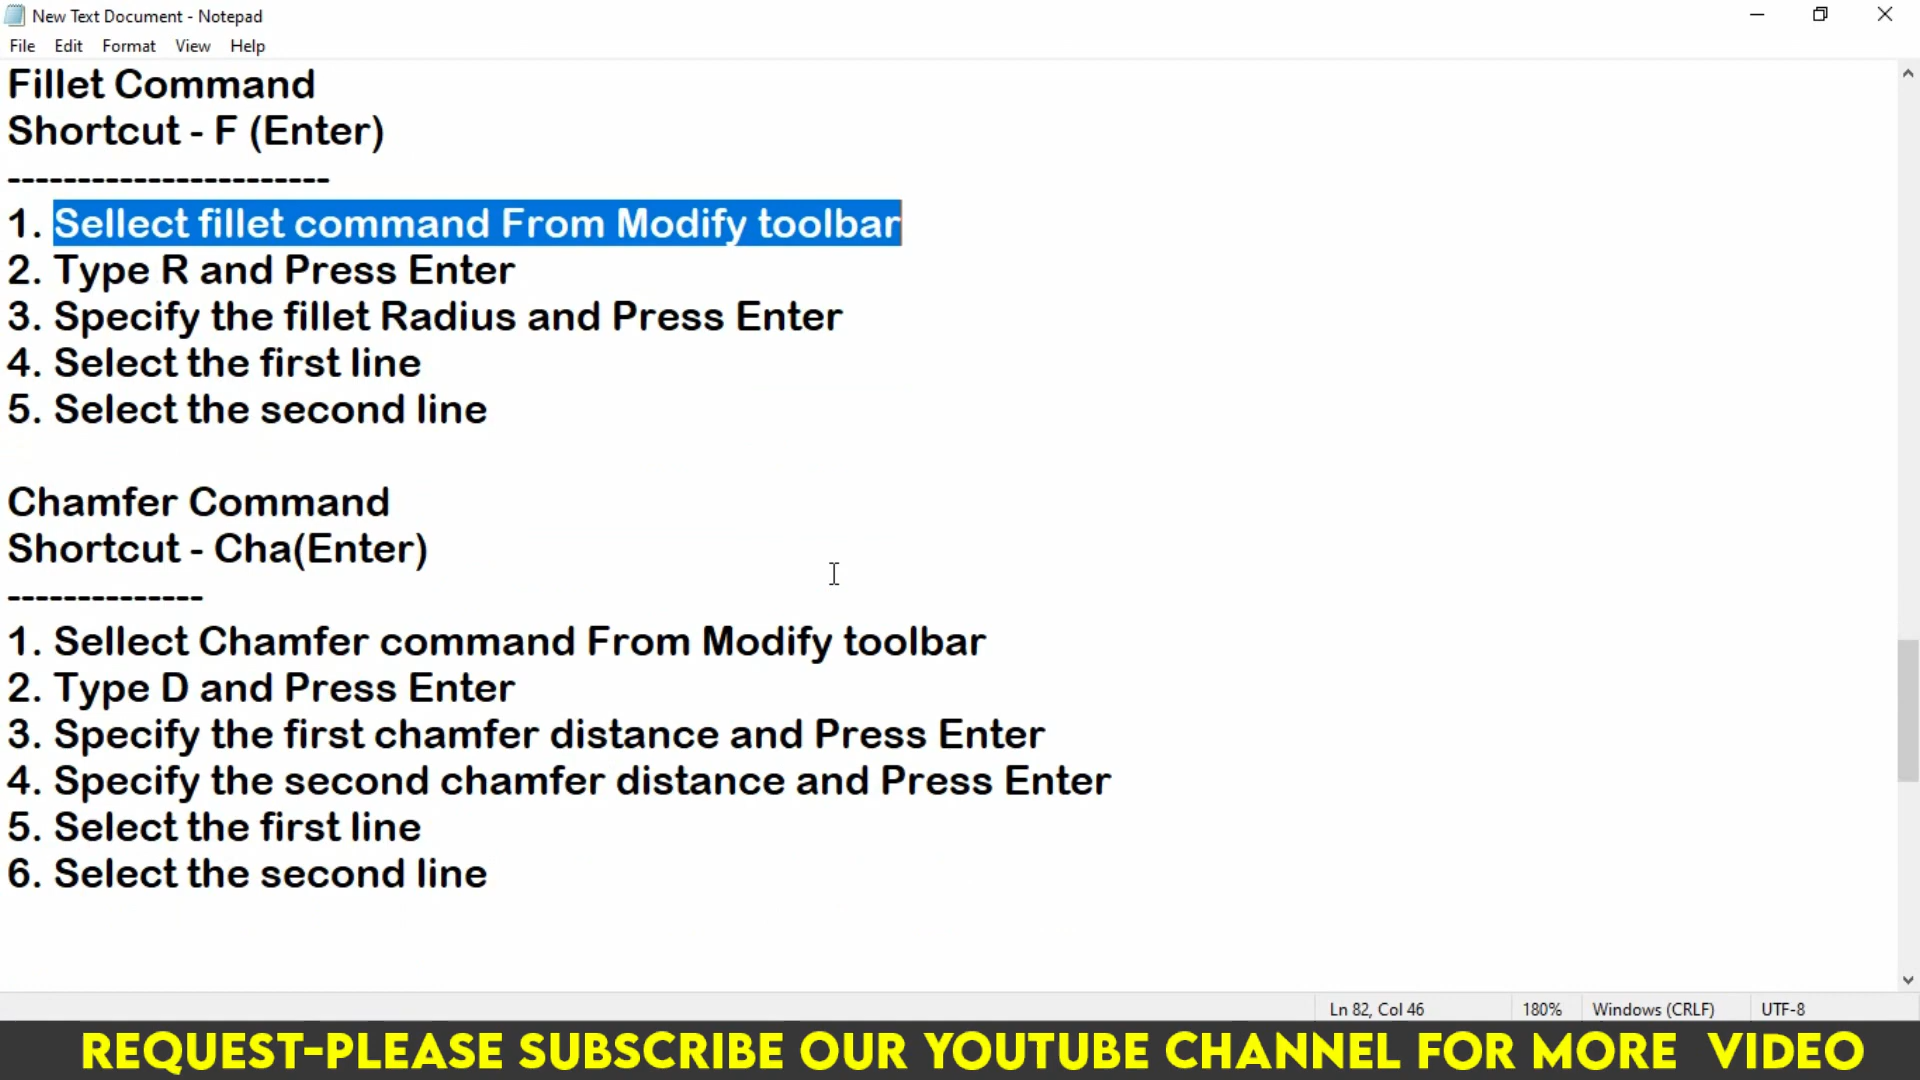 New Text Document - Notepad
File Edit Format View Help
Fillet Command
Shortcut - F (Enter)
-----------------------
1. Sellect fillet command From Modify toolbar
2. Type R and Press Enter
3. Specify the fillet Radius and Press Enter
4. Select the first line
5. Select the second line
Chamfer Command
Shortcut - Cha(Enter)
--------------
1. Sellect Chamfer command From Modify toolbar
2. Type D and Press Enter
3. Specify the first chamfer distance and Press Enter
4. Specify the second chamfer distance and Press Enter
5. Select the first line
6. Select the second line
Ln 82, Col 46 180% Windows (CRLF) UTF-8
REQUEST-PLEASE SUBSCRIBE OUR YOUTUBE CHANNEL FOR MORE VIDEO